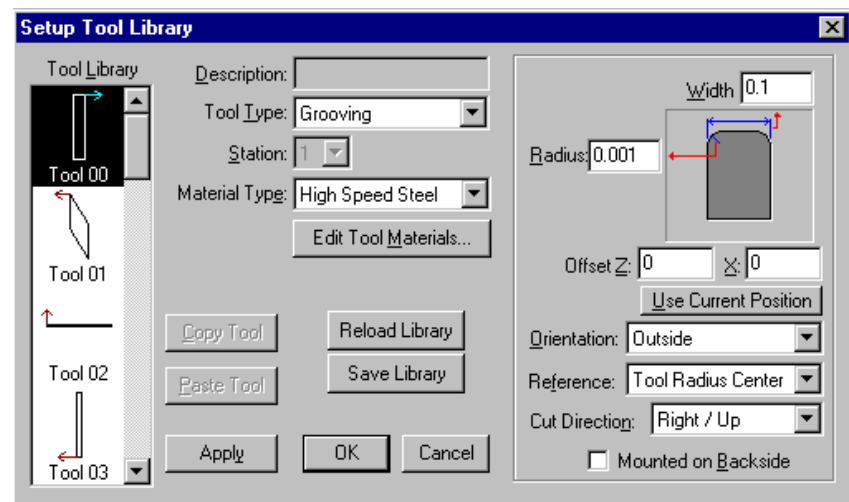 Setup Tool Library
Tool Library
Tool 00
Tool 01
Tool 02
Tool 03
Description:
Tool Type: Grooving
Station: 1
Material Type: High Speed Steel
Edit Tool Materials...
Copy Tool
Reload Library
Paste Tool
Save Library
Apply
OK
Cancel
Width 0.1
Radius: 0.001
Offset Z: 0 X: 0
Use Current Position
Orientation: Outside
Reference: Tool Radius Center
Cut Direction: Right / Up
Mounted on Backside